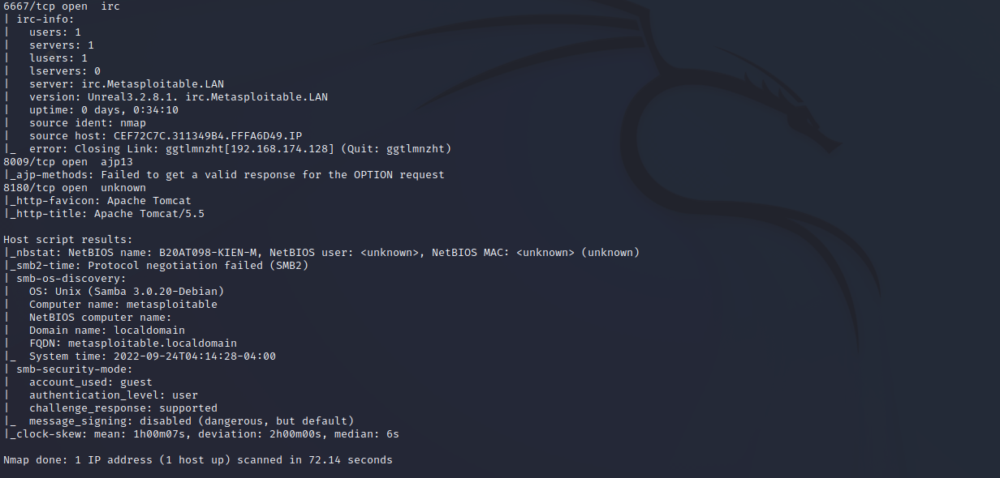 6667/tcp open  irc
| irc-info:
|   users: 1
|   servers: 1
|   lusers: 1
|   lservers: 0
|   server: irc.Metasploitable.LAN
|   version: Unreal3.2.8.1. irc.Metasploitable.LAN
|   uptime: 0 days, 0:34:10
|   source ident: nmap
|   source host: CEF72C7C.311349B4.FFFA6D49.IP
|_  error: Closing Link: ggtlmnzht[192.168.174.128] (Quit: ggtlmnzht)
8009/tcp open  ajp13
|_ajp-methods: Failed to get a valid response for the OPTION request
8180/tcp open  unknown
|_http-favicon: Apache Tomcat
|_http-title: Apache Tomcat/5.5
Host script results:
|_nbstat: NetBIOS name: B20AT098-KIEN-M, NetBIOS user: <unknown>, NetBIOS MAC: <unknown> (unknown)
|_smb2-time: Protocol negotiation failed (SMB2)
| smb-os-discovery:
|   OS: Unix (Samba 3.0.20-Debian)
|   Computer name: metasploitable
|   NetBIOS computer name:
|   Domain name: localdomain
|   FQDN: metasploitable.localdomain
|_  System time: 2022-09-24T04:14:28-04:00
| smb-security-mode:
|   account_used: guest
|   authentication_level: user
|   challenge_response: supported
|_  message_signing: disabled (dangerous, but default)
|_clock-skew: mean: 1h00m07s, deviation: 2h00m00s, median: 6s
Nmap done: 1 IP address (1 host up) scanned in 72.14 seconds